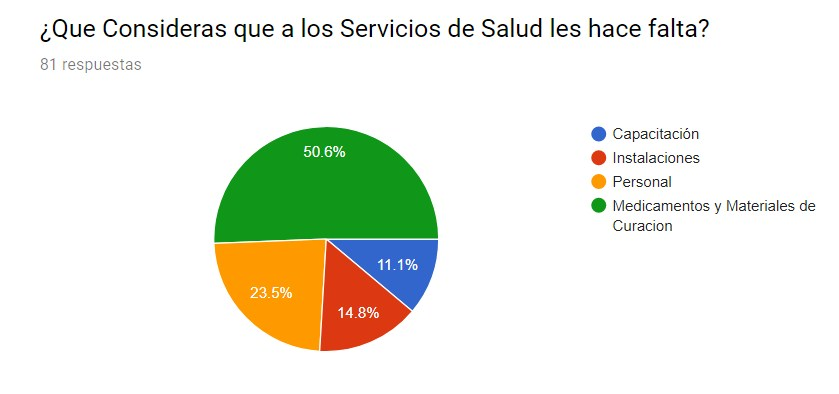 ¿Que Consideras que a los Servicios de Salud les hace falta?
81 respuestas
50.6%
11.1%
23.5%
14.8%
Capacitación
Instalaciones
Personal
Medicamentos y Materiales de
Curacion